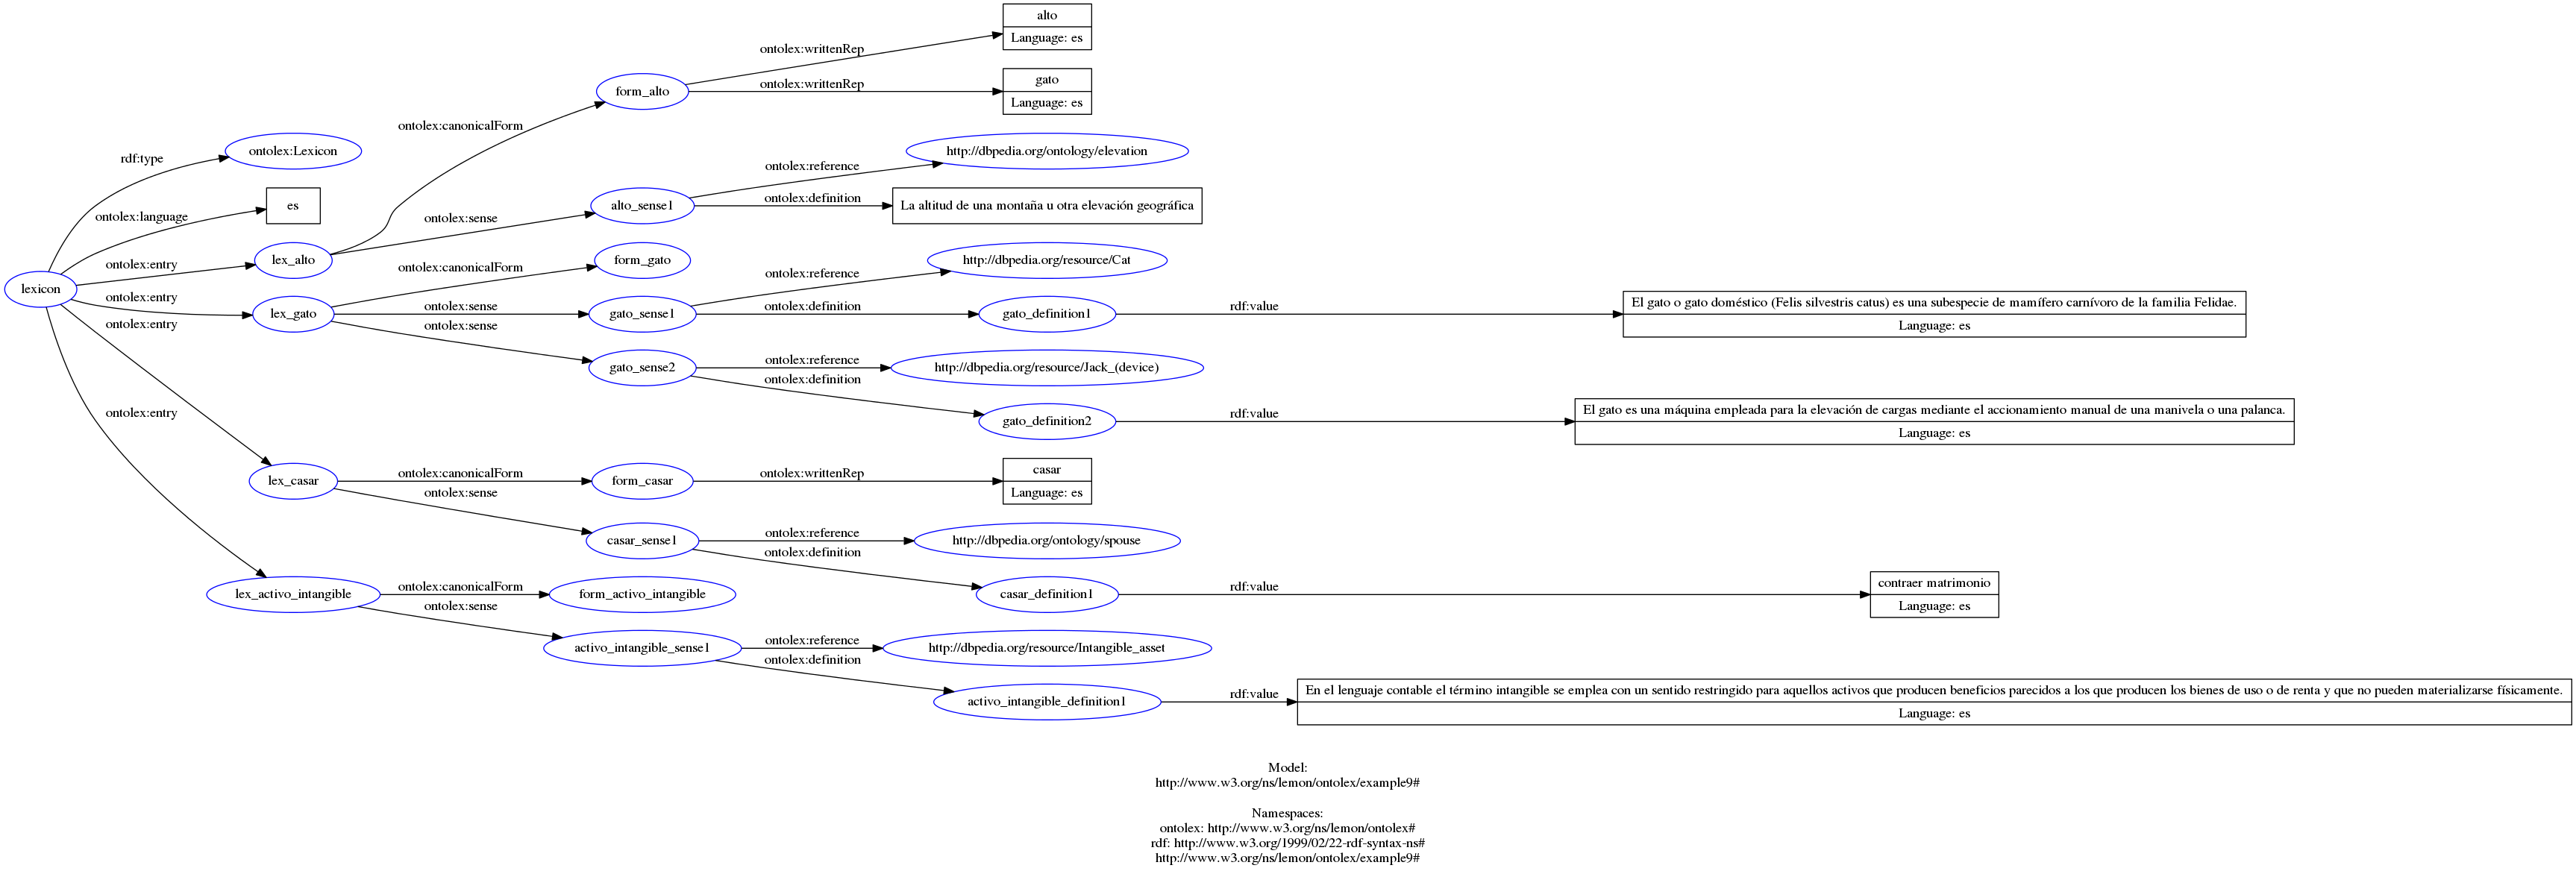 alto
Language: es
ontolex:writtenRep
form_alto
ontolex:writtenRep
gato
Language: es
ontolex:canonicalForm
rdf:type
ontolex:Lexicon
ontolex:reference
http://dbpedia.org/ontology/elevation
ontolex:language
es
ontolex:sense
alto_sense1
ontolex:definition
La altitud de una montaña u otra elevación geográfica
lexicon
ontolex:entry
lex_alto
ontolex:canonicalForm
form_gato
ontolex:reference
http://dbpedia.org/resource/Cat
ontolex:entry
lex_gato
ontolex:sense
gato_sense1
ontolex:definition
gato_definition1
rdf:value
El gato o gato doméstico (Felis silvestris catus) es una subespecie de mamífero carnívoro de la familia Felidae.
Language: es
ontolex:entry
ontolex:sense
gato_sense2
ontolex:reference
http://dbpedia.org/resource/Jack_(device)
ontolex:definition
gato_definition2
rdf:value
El gato es una máquina empleada para la elevación de cargas mediante el accionamiento manual de una manivela o una palanca.
Language: es
ontolex:entry
lex_casar
ontolex:canonicalForm
form_casar
ontolex:writtenRep
casar
Language: es
ontolex:sense
casar_sense1
ontolex:reference
http://dbpedia.org/ontology/spouse
ontolex:definition
casar_definition1
rdf:value
contraer matrimonio
Language: es
lex_activo_intangible
ontolex:canonicalForm
form_activo_intangible
ontolex:sense
activo_intangible_sense1
ontolex:reference
http://dbpedia.org/resource/Intangible_asset
ontolex:definition
activo_intangible_definition1
rdf:value
En el lenguaje contable el término intangible se emplea con un sentido restringido para aquellos activos que producen beneficios parecidos a los que producen los bienes de uso o de renta y que no pueden materializarse físicamente.
Language: es
Model:
http://www.w3.org/ns/lemon/ontolex/example9#
Namespaces:
ontolex: http://www.w3.org/ns/lemon/ontolex#
rdf: http://www.w3.org/1999/02/22-rdf-syntax-ns#
http://www.w3.org/ns/lemon/ontolex/example9#